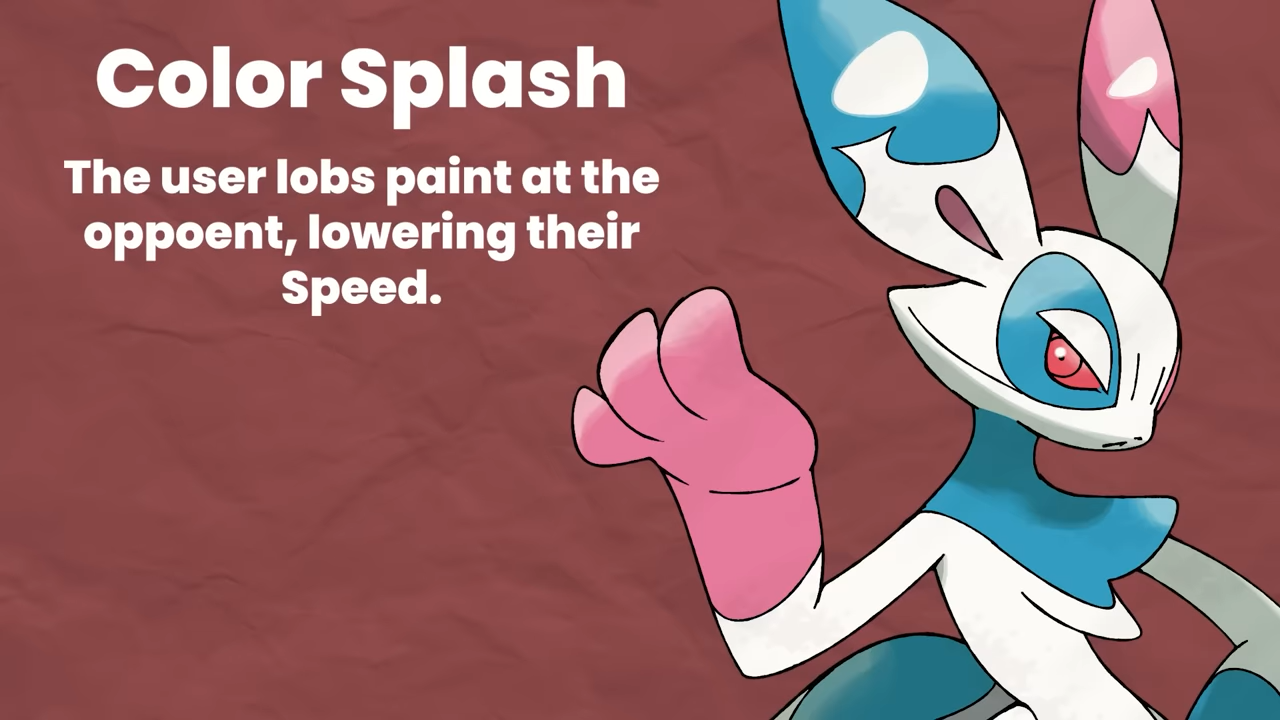 Color Splash
The user lobs paint at the
oppoent, lowering their
Speed.